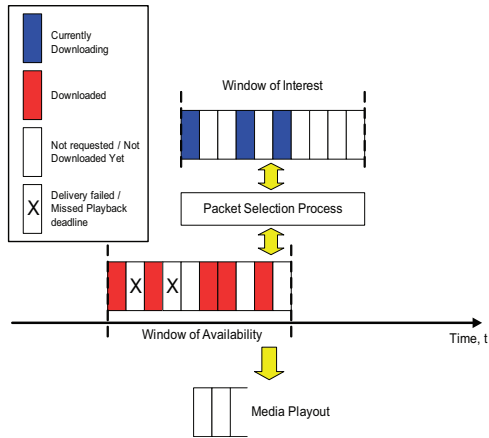 Currently
Downloading
Downloaded
Not requested / Not
Downloaded Yet
X
Delivery failed /
Missed Playback
deadline
Window of Interest
Packet Selection Process
X
X
Window of Availability
Time, t
Media Playout